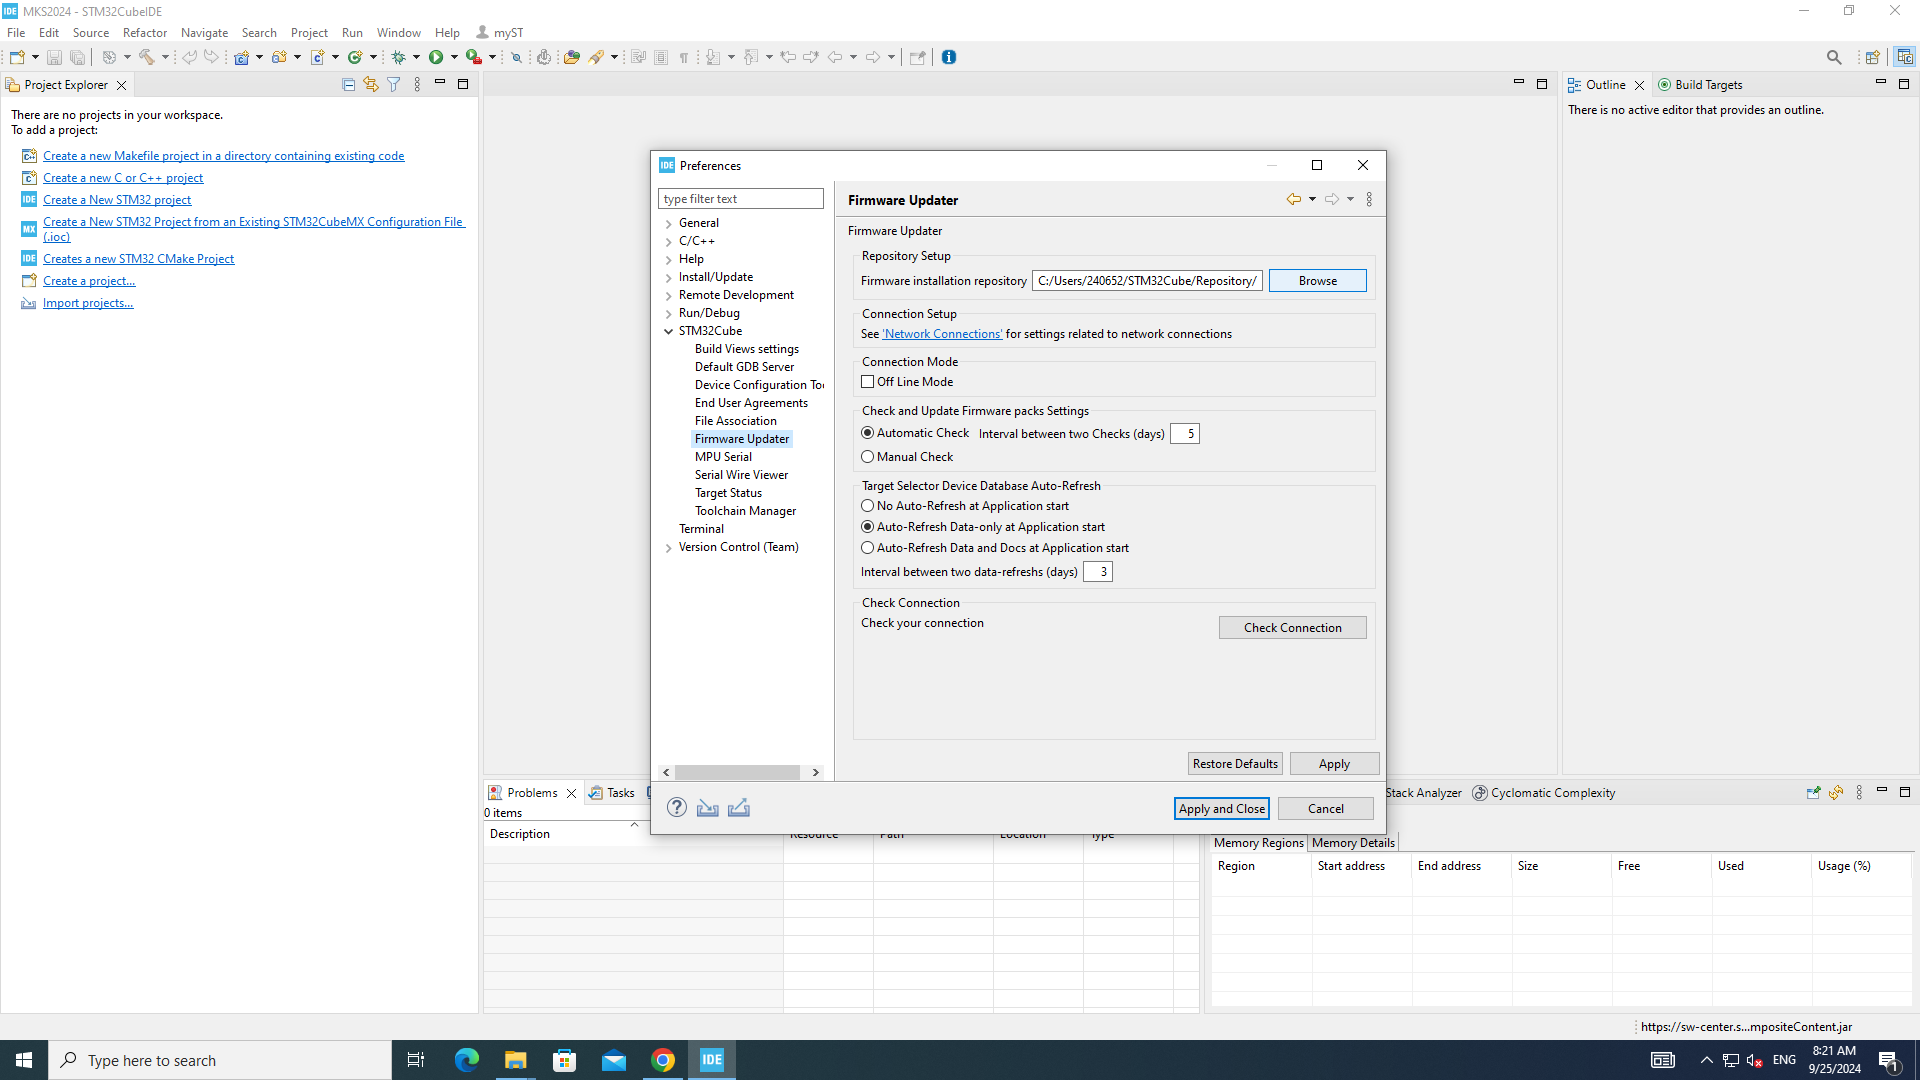 MKS2024 - STM32CubeIDE
File Edit Source Refactor Navigate Search Project Run Window Help myST
Project Explorer
There are no projects in your workspace.
To add a project:
Create a new Makefile project in a directory containing existing code
Create a new C or C++ project
Create a New STM32 project
Create a New STM32 Project from an Existing STM32CubeMX Configuration File
(.ioc)
Creates a new STM32 CMake Project
Create a project...
Import projects...
Outline
Build Targets
There is no active editor that provides an outline.
IDE Preferences
type filter text
General
C/C++
Help
Install/Update
Remote Development
Run/Debug
STM32Cube
Build Views settings
Default GDB Server
Device Configuration Too
End User Agreements
File Association
Firmware Updater
MPU Serial
Serial Wire Viewer
Target Status
Toolchain Manager
Terminal
Version Control (Team)
Firmware Updater
Firmware Updater
Repository Setup
Firmware installation repository C:/Users/240652/STM32Cube/Repository/ Browse
Connection Setup
See 'Network Connections' for settings related to network connections
Connection Mode
Off Line Mode
Check and Update Firmware packs Settings
Automatic Check Interval between two Checks (days) 5
Manual Check
Target Selector Device Database Auto-Refresh
No Auto-Refresh at Application start
Auto-Refresh Data-only at Application start
Auto-Refresh Data and Docs at Application start
Interval between two data-refreshs (days) 3
Check Connection
Check your connection
Check Connection
Restore Defaults Apply
Apply and Close Cancel
Problems Tasks
0 items
Description Resource Path Location Type
Stack Analyzer Cyclomatic Complexity
Memory Regions Memory Details
Region Start address End address Size Free Used Usage (%)
https://sw-center.s...mpositeContent.jar
Type here to search
IDE
ENG
8:21 AM
9/25/2024
1